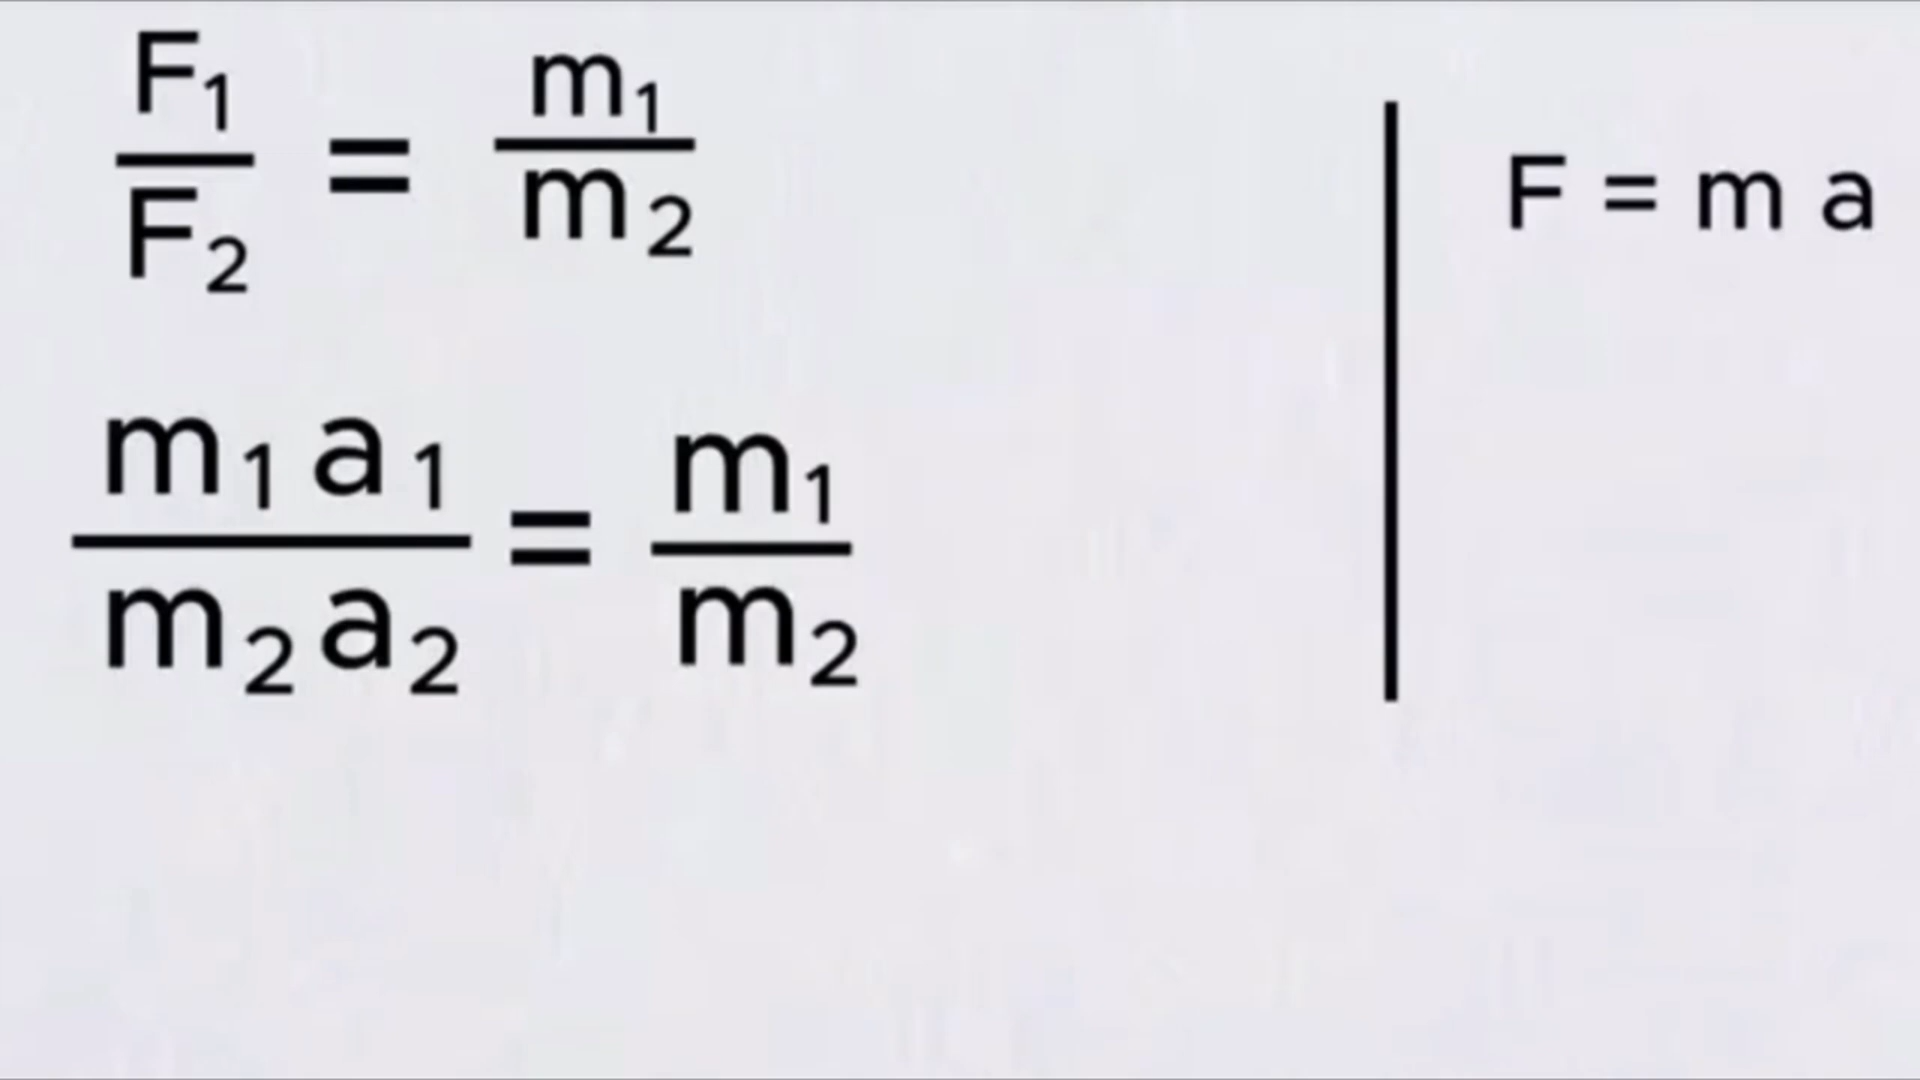 F₁/F₂ = m₁/m₂
m₁a₁/m₂a₂ = m₁/m₂
F = m a